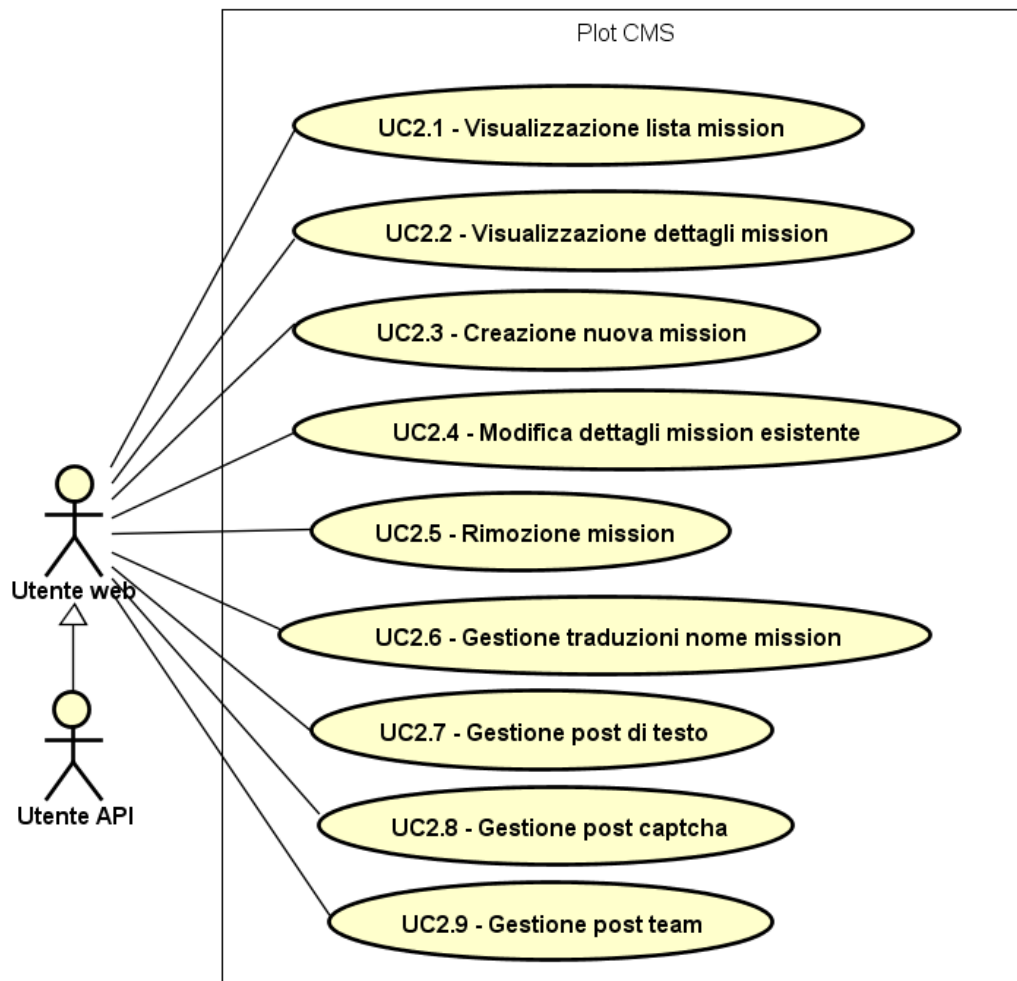 Plot CMS
UC2.1 - Visualizzazione lista mission
UC2.2 - Visualizzazione dettagli mission
UC2.3 - Creazione nuova mission
UC2.4 - Modifica dettagli mission esistente
UC2.5 - Rimozione mission
Utente web
UC2.6 - Gestione traduzioni nome mission
UC2.7 - Gestione post di testo
Utente API
UC2.8 - Gestione post captcha
UC2.9 - Gestione post team